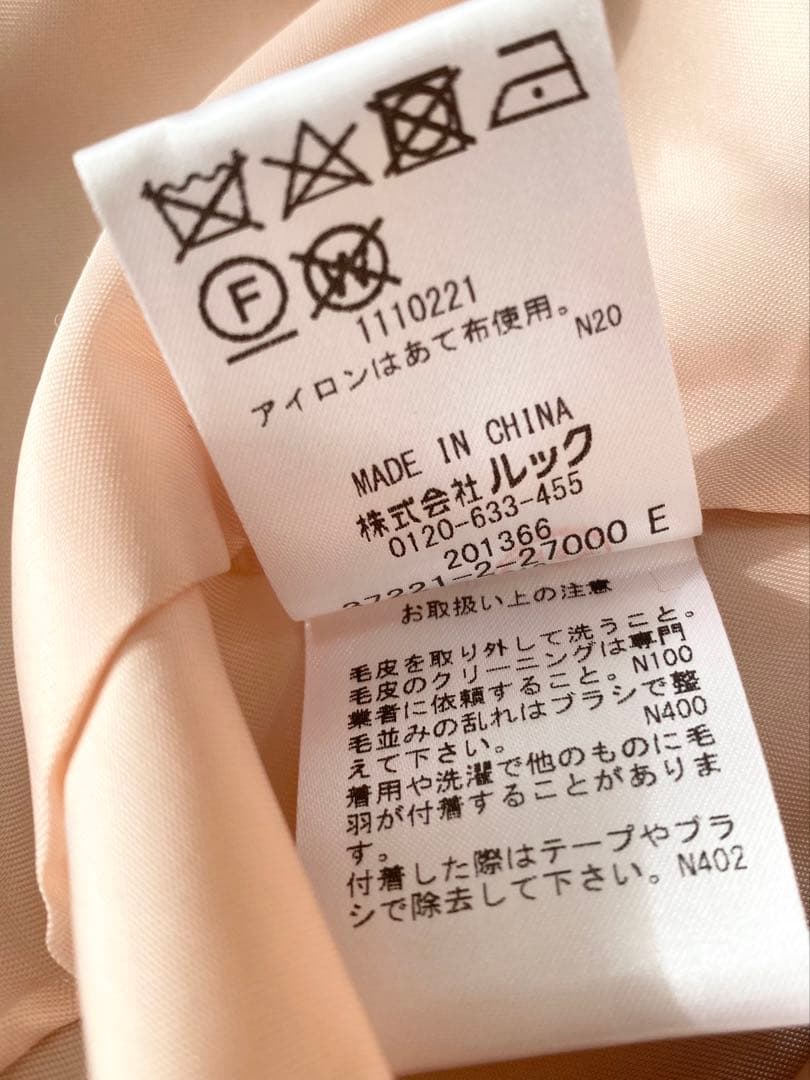 F W
1110221
アイロンはあて布使用。
N20
MADE IN CHINA
株式会社 ルック
0120-633-455
201366
27221-2-27000 E
お取扱い上の注意
毛皮を取り外して洗うこと。
毛皮のクリーニングは専門
業者に依頼すること。N100
毛並みの乱れはブラシで整
えて下さい。 N400
着用や洗濯で他のものに毛
羽が付着することがありま
す。
付着した際はテープやブラ
シで除去して下さい。N402